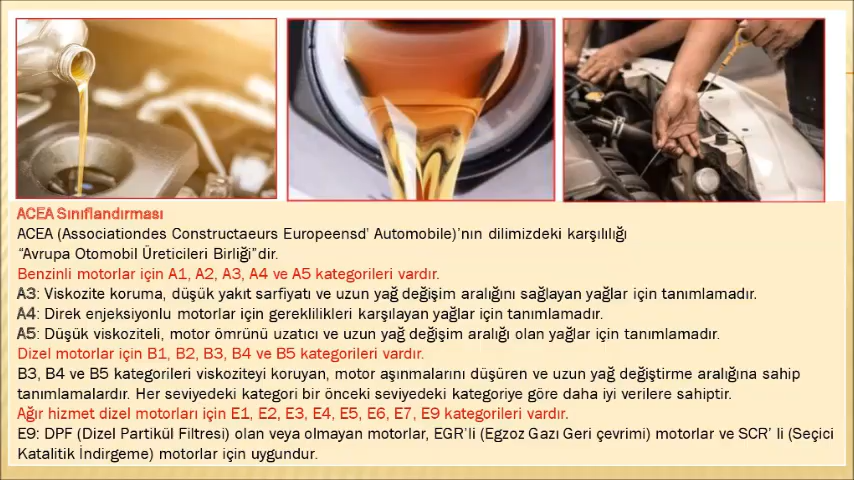 ACEA Sınıflandırması
ACEA (Associationdes Constructaeurs Europeensd' Automobile)'nın dilimizdeki karşılılığı
“Avrupa Otomobil Üreticileri Birliği”dir.
Benzinli motorlar için A1, A2, A3, A4 ve A5 kategorileri vardır.
A3: Viskozite koruma, düşük yakıt sarfiyatı ve uzun yağ değişim aralığını sağlayan yağlar için tanımlamadır.
A4: Direk enjeksiyonlu motorlar için gereklilikleri karşılayan yağlar için tanımlamadır.
A5: Düşük viskoziteli, motor ömrünü uzatıcı ve uzun yağ değişim aralığı olan yağlar için tanımlamadır.
Dizel motorlar için B1, B2, B3, B4 ve B5 kategorileri vardır.
B3, B4 ve B5 kategorileri viskoziteyi koruyan, motor aşınmalarını düşüren ve uzun yağ değiştirme aralığına sahip
tanımlamalardır. Her seviyedeki kategori bir önceki seviyedeki kategoriye göre daha iyi verilere sahiptir.
Ağır hizmet dizel motorları için E1, E2, E3, E4, E5, E6, E7, E9 kategorileri vardır.
E9: DPF (Dizel Partikül Filtresi) olan veya olmayan motorlar, EGR'li (Egzoz Gazı Geri çevrimi) motorlar ve SCR' li (Seçici
Katalitik İndirgeme) motorlar için uygundur.